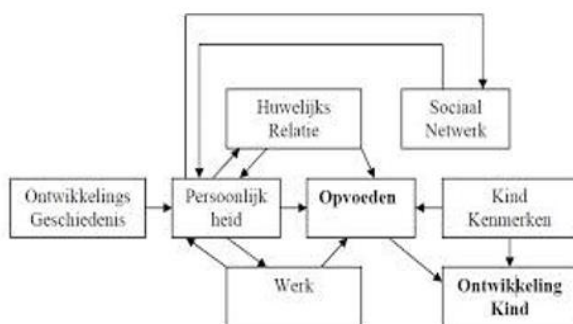 Huwelijks
Relatie
Sociaal
Netwerk
Ontwikkelings
Geschiedenis
Persoonlijk
heid
Opvoeden
Kind
Kenmerken
Werk
Ontwikkeling
Kind